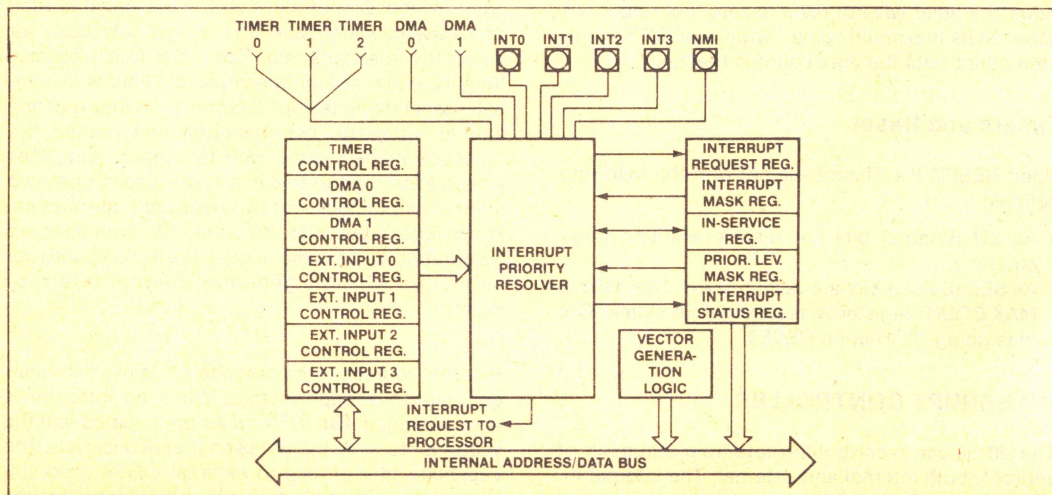 TIMER TIMER TIMER DMA DMA
0 1 2 0 1
INT0 INT1 INT2 INT3 NMI
TIMER
CONTROL REG.
DMA 0
CONTROL REG.
DMA 1
CONTROL REG.
EXT. INPUT 0
CONTROL REG.
EXT. INPUT 1
CONTROL REG.
EXT. INPUT 2
CONTROL REG.
EXT. INPUT 3
CONTROL REG.
INTERRUPT
PRIORITY
RESOLVER
INTERRUPT
REQUEST REG.
INTERRUPT
MASK REG.
IN-SERVICE
REG.
PRIOR. LEV.
MASK REG.
INTERRUPT
STATUS REG.
VECTOR
GENERA-
TION
LOGIC
INTERRUPT
REQUEST TO
PROCESSOR
INTERNAL ADDRESS/DATA BUS